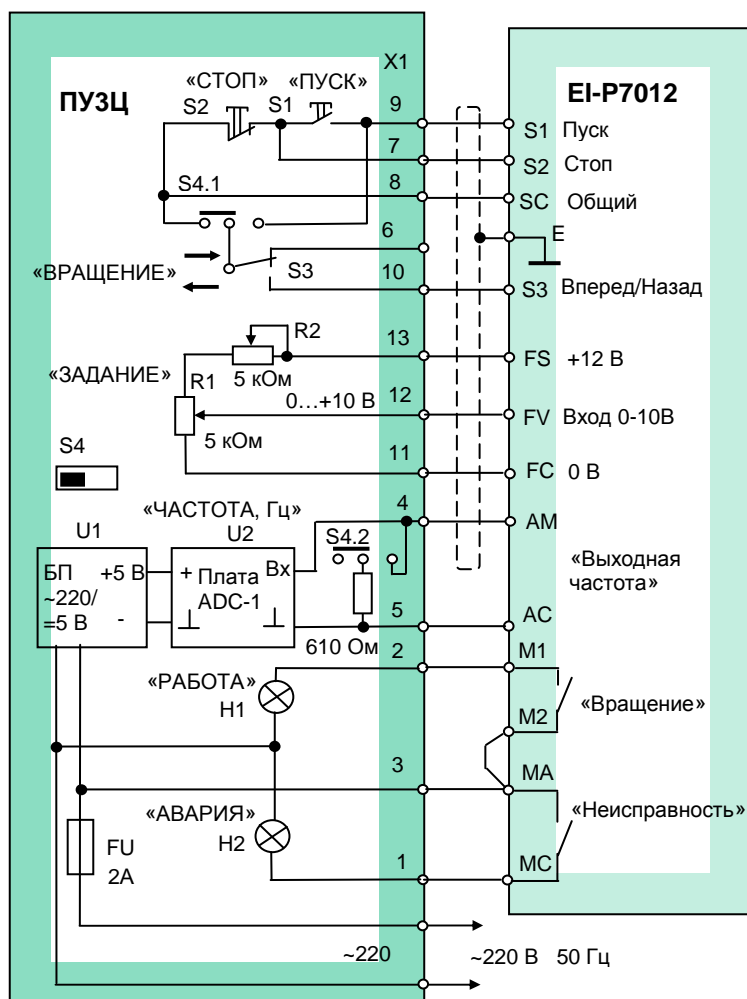 X1
«СТОП» «ПУСК»
ПУ3Ц
EI-P7012
S2 S1 9
S1 Пуск
7
S2 Стоп
S4.1 8
SC Общий
6
E
«ВРАЩЕНИЕ» S3
10
S3 Вперед/Назад
R2 13
FS +12 В
«ЗАДАНИЕ» 5 кОм
R1 0…+10 В 12
FV Вход 0-10В
5 кОм
S4 11
FC 0 В
«ЧАСТОТА, Гц» 4
AM
U1 U2 S4.2
«Выходная
частота»
БП +5 В + Плата Вх
~220/ ADC-1
=5 В - ⊥ ⊥
5 AC
610 Ом 2 M1
«РАБОТА»
H1
M2 «Вращение»
3 MA
«АВАРИЯ» «Неисправность»
FU H2
2А 1 MC
~220 ~220 В 50 Гц